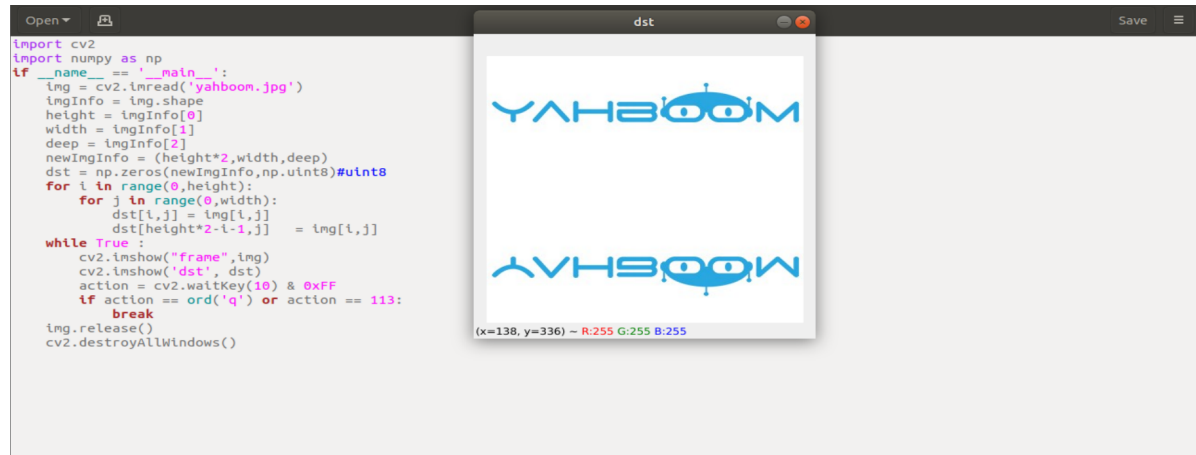 Open
dst
Save
import cv2
import numpy as np
if __name__ == '__main__':
    img = cv2.imread('yahboom.jpg')
    imgInfo = img.shape
    height = imgInfo[0]
    width = imgInfo[1]
    deep = imgInfo[2]
    newImgInfo = (height*2,width,deep)
    dst = np.zeros(newImgInfo,np.uint8)#uint8
    for i in range(0,height):
        for j in range(0,width):
            dst[i,j] = img[i,j]
            dst[height*2-i-1,j]   = img[i,j]
    while True :
        cv2.imshow("frame",img)
        cv2.imshow('dst', dst)
        action = cv2.waitKey(10) & 0xFF
        if action == ord('q') or action == 113:
            break
    img.release()
    cv2.destroyAllWindows()
YAHBOOM
YAHBOOM
(x=138, y=336) ~ R:255 G:255 B:255